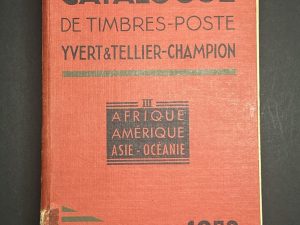 CATALOGUE
DE TIMBRES-POSTE
YVERT & TELLIER-CHAMPION
III
AFRIQUE
AMÉRIQUE
ASIE - OCÉANIE